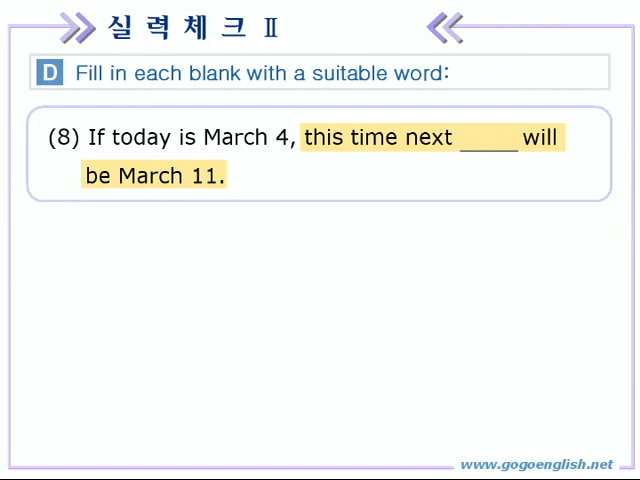 실 력 체 크 Ⅱ
D Fill in each blank with a suitable word:
(8) If today is March 4, this time next _____ will
be March 11.
www.gogoenglish.net